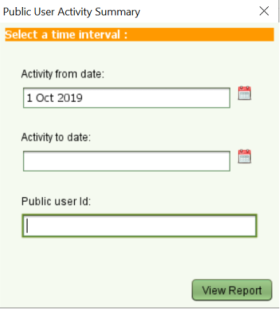 Public User Activity Summary
Select a time interval :
Activity from date:
1 Oct 2019
Activity to date:
Public user Id:
View Report